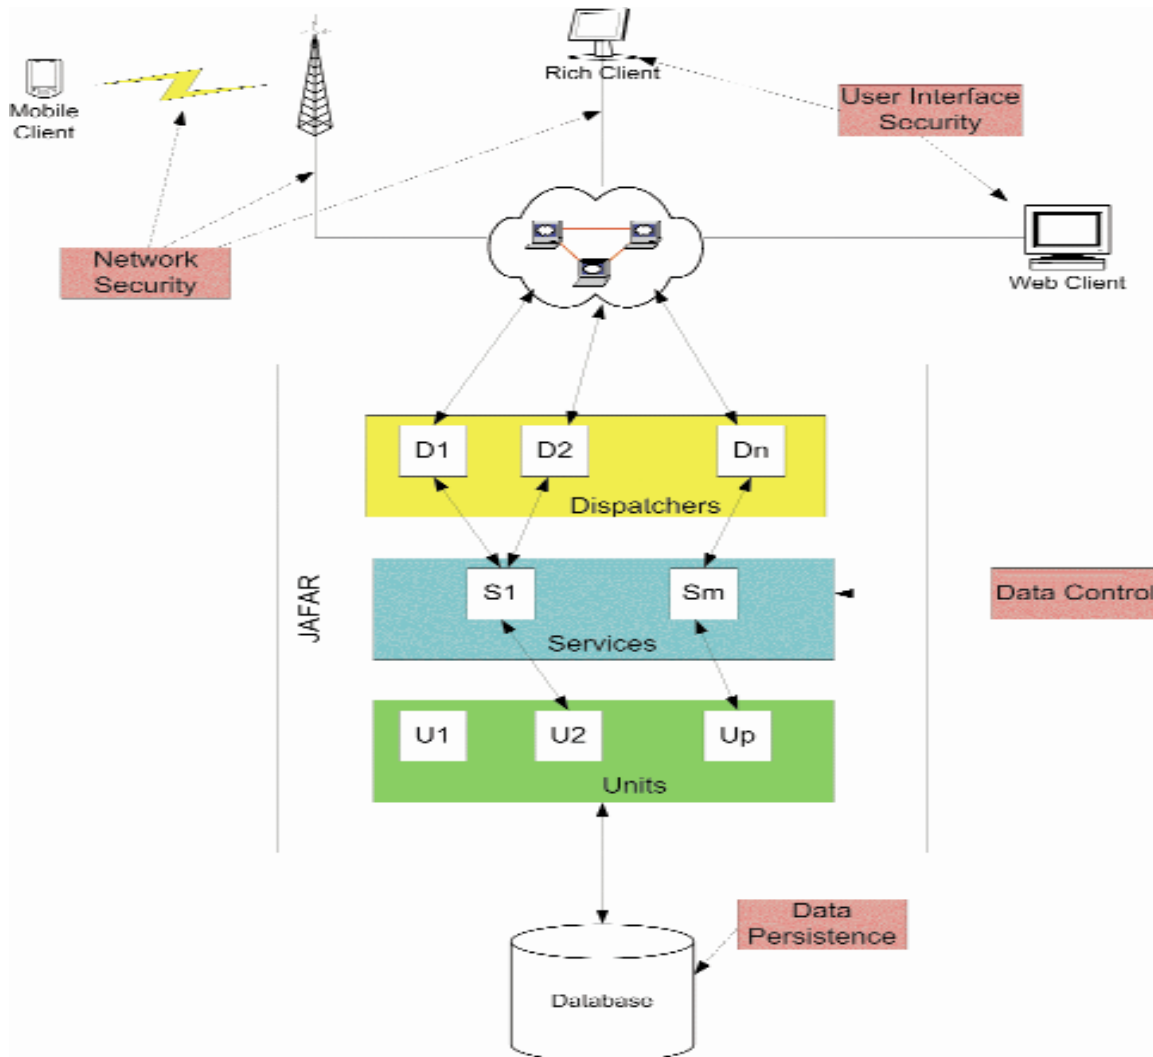 Rich Client
Mobile
Client
User Interface
Security
Network
Security
Web Client
D1
D2
Dn
Dispatchers
JAFAR
S1
Sm
Services
Data Control
U1
U2
Up
Units
Data
Persistence
Database